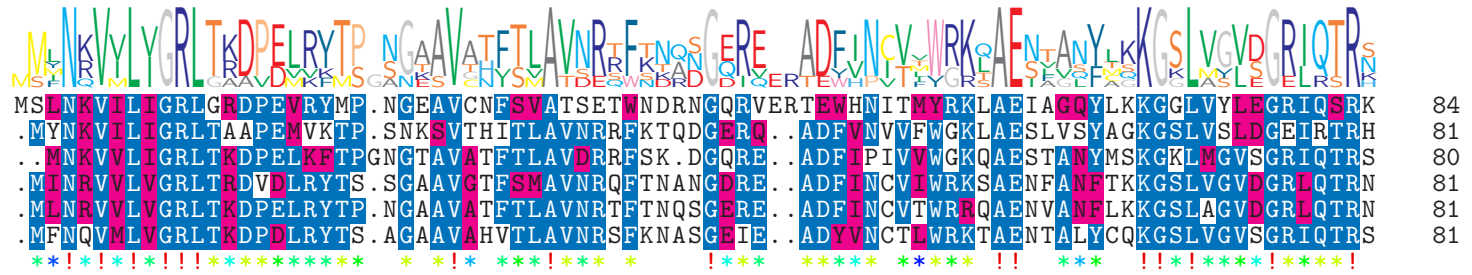 MSLNKVILIGRLGRDPEVRYMP.NGEAVCNFSVATSETWNDRNGQRVERTEWHNITMYRKLAEIAGQYLKKGGLVYLEGRIQSRK 84
.MYNKVILIGRLTAAPEMVKTP.SNKSVTHITLAVNRRFKTQDGERQ..ADFVNVVFWGKLAESLVSYAGKGSLVSLDGEIRTRH 81
..MNKVVLIGRLTKDPELKFTPGNGTAVATFTLAVDRRFSK.DGQRE..ADFIPIVVWGKQAESTANYMSKGKLMGVSGRIQTRS 80
.MINRVVLVGRLTRDVDLRYTS.SGAAVGTFSMAVNRQFTNANGDRE..ADFINCVIWRKSAENFANFTKKGSLVGVDGRLQTRN 81
.MLNRVVLVGRLTKDPELRYTP.NGAAVATFTLAVNRTFTNQSGERE..ADFINCVTWRRQAENVANFLKKGSLAGVDGRLQTRN 81
.MFNQVMLVGRLTKDPDLRYTS.AGAAVAHVTLAVNRSFKNASGEIE..ADYVNCTLWRKTAENTALYCQKGSLVGVSGRIQTRS 81